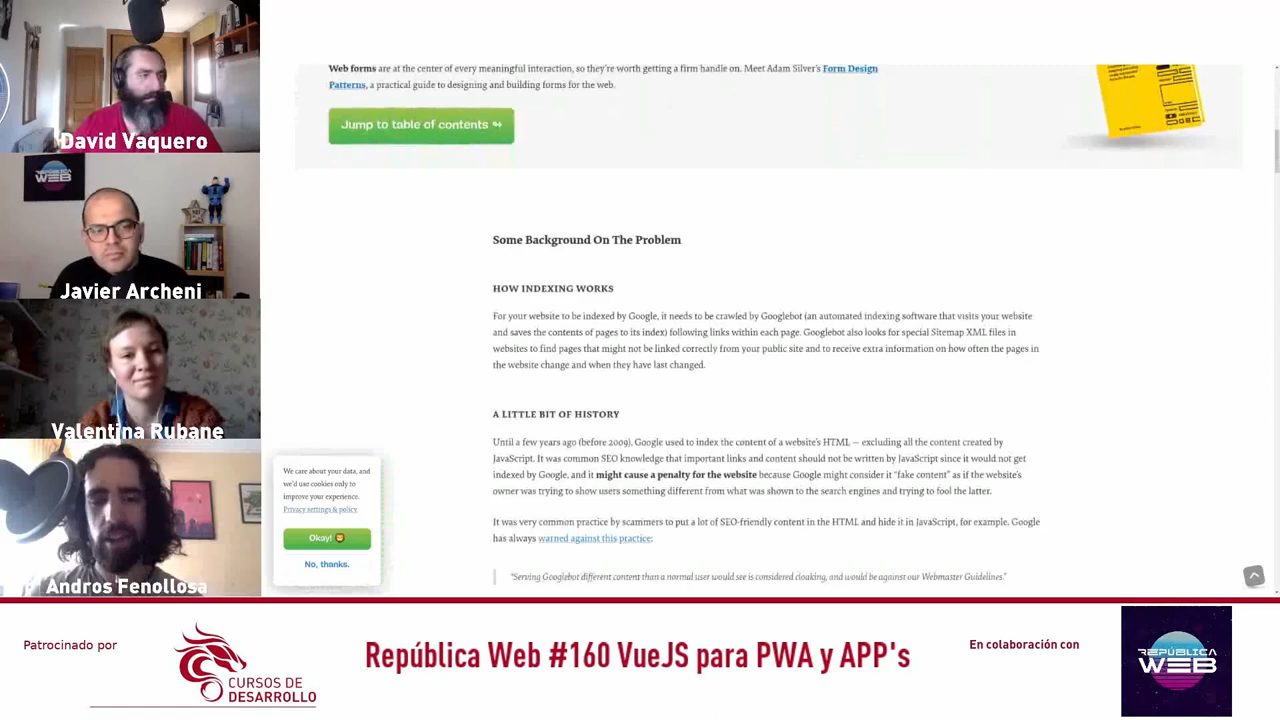 David Vaquero
REPÚBLICA
WEB
Javier Archeni
Valentina Rubane
Andros Fenollosa
Web forms are at the center of every meaningful interaction, so they're worth getting a firm handle on. Meet Adam Silver's Form Design
Patterns, a practical guide to designing and building forms for the web.
Jump to table of contents ↬
Some Background On The Problem
HOW INDEXING WORKS
For your website to be indexed by Google, it needs to be crawled by Googlebot (an automated indexing software that visits your website
and saves the contents of pages to its index) following links within each page. Googlebot also looks for special Sitemap XML files in
websites to find pages that might not be linked correctly from your public site and to receive extra information on how often the pages in
the website change and when they have last changed.
A LITTLE BIT OF HISTORY
Until a few years ago (before 2009), Google used to index the content of a website's HTML — excluding all the content created by
JavaScript. It was common SEO knowledge that important links and content should not be written by JavaScript since it would not get
indexed by Google, and it might cause a penalty for the website because Google might consider it "fake content" as if the website's
owner was trying to show users something different from what was shown to the search engines and trying to fool the latter.
It was very common practice by scammers to put a lot of SEO-friendly content in the HTML and hide it in JavaScript, for example. Google
has always warned against this practice:
"Serving Googlebot different content than a normal user would see is considered cloaking, and would be against our Webmaster Guidelines."
We care about your data, and
we'd use cookies only to
improve your experience.
Privacy settings & policy
Okay!
No, thanks.
Patrocinado por
CURSOS DE
DESARROLLO
República Web #160 VueJS para PWA y APP's
En colaboración con
REPÚBLICA
WEB